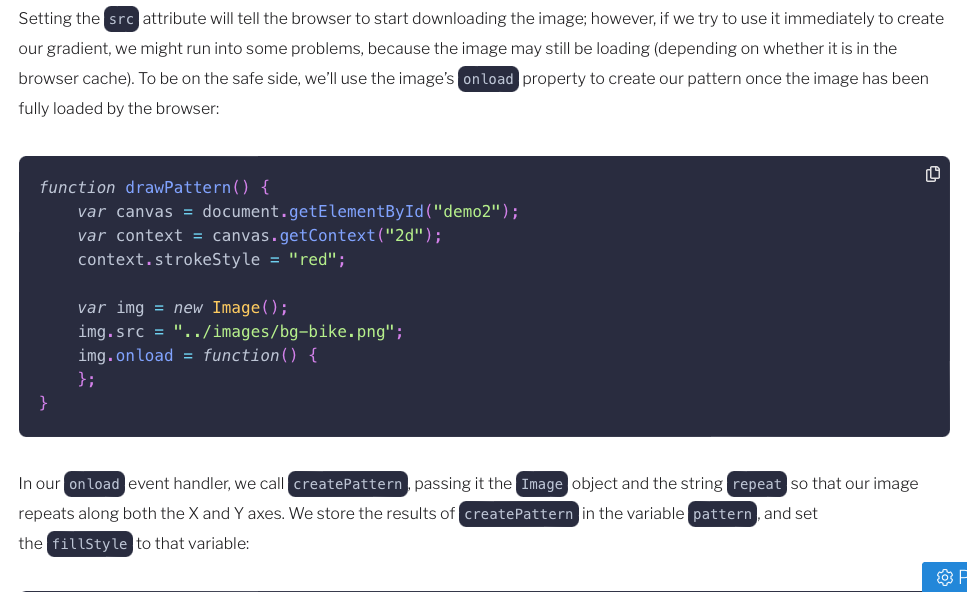 Setting the src attribute will tell the browser to start downloading the image; however, if we try to use it immediately to create
our gradient, we might run into some problems, because the image may still be loading (depending on whether it is in the
browser cache). To be on the safe side, we’ll use the image’s onload property to create our pattern once the image has been
fully loaded by the browser:
function drawPattern() {
    var canvas = document.getElementById("demo2");
    var context = canvas.getContext("2d");
    context.strokeStyle = "red";

    var img = new Image();
    img.src = "../images/bg-bike.png";
    img.onload = function() {
    };
}
In our onload event handler, we call createPattern, passing it the Image object and the string repeat so that our image
repeats along both the X and Y axes. We store the results of createPattern in the variable pattern, and set
the fillStyle to that variable:
F